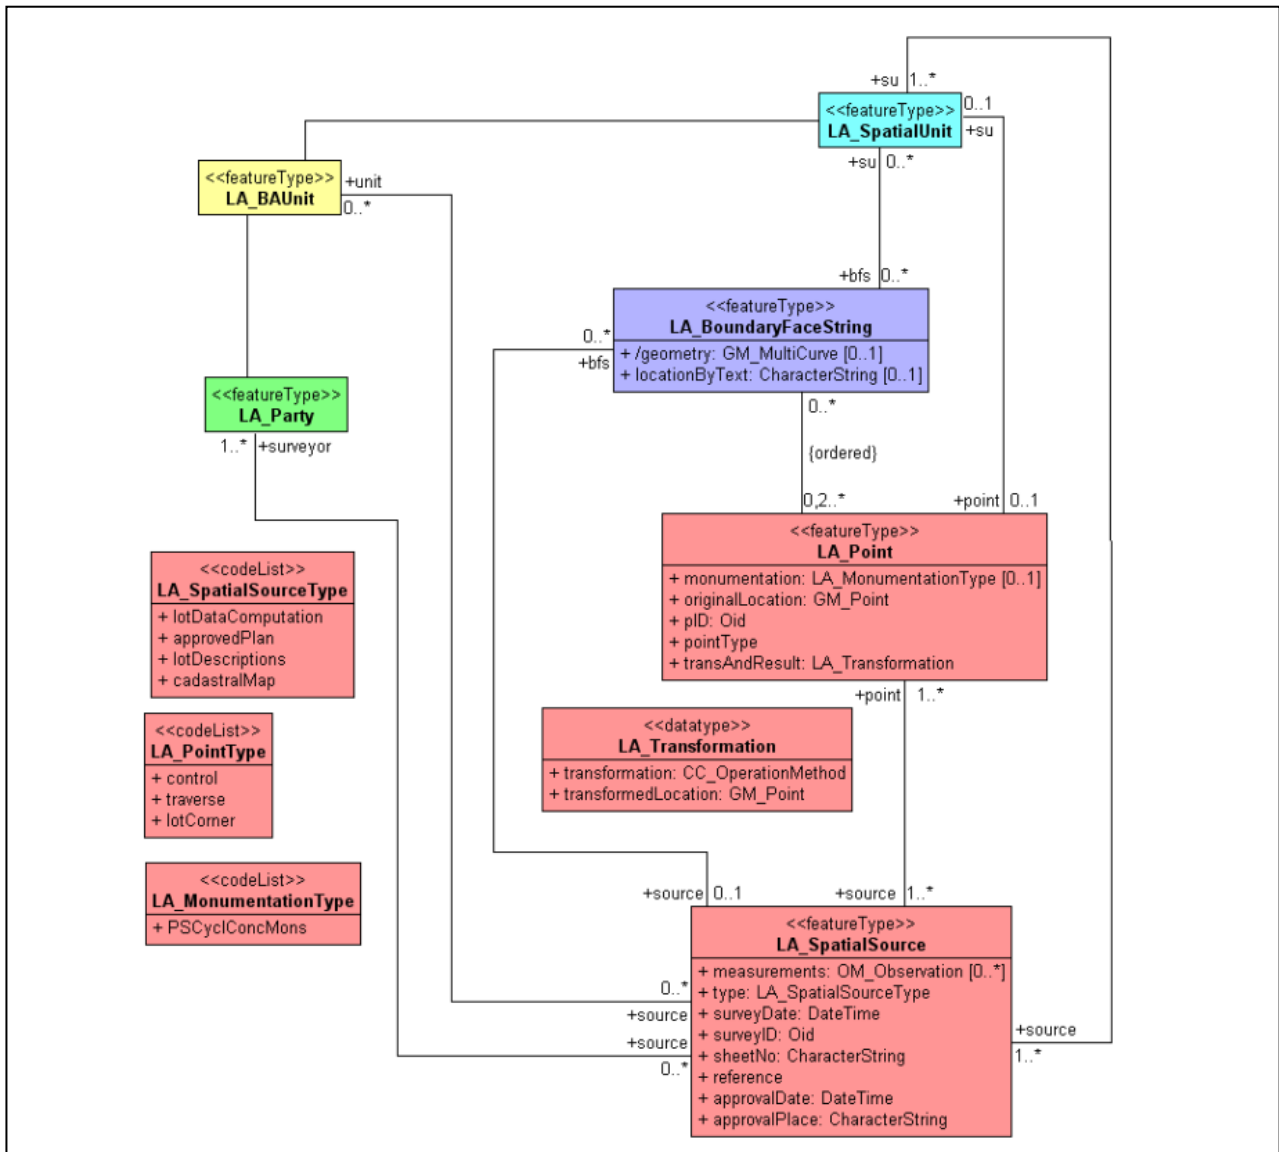 +su 1..*
<<featureType>>
LA_SpatialUnit
0..1
+su
+su 0..*
<<featureType>>
LA_BAUnit
+unit
0..*
+bfs 0..*
<<featureType>>
LA_BoundaryFaceString
+ /geometry: GM_MultiCurve [0..1]
+ locationByText: CharacterString [0..1]
0..*
+bfs
0..*
{ordered}
0,2..*
+point 0..1
<<featureType>>
LA_Party
1..* +surveyor
<<featureType>>
LA_Point
+ monumentation: LA_MonumentationType [0..1]
+ originalLocation: GM_Point
+ pID: Oid
+ pointType
+ transAndResult: LA_Transformation
+point 1..*
<<codeList>>
LA_SpatialSourceType
+ lotDataComputation
+ approvedPlan
+ lotDescriptions
+ cadastralMap
<<codeList>>
LA_PointType
+ control
+ traverse
+ lotCorner
<<datatype>>
LA_Transformation
+ transformation: CC_OperationMethod
+ transformedLocation: GM_Point
<<codeList>>
LA_MonumentationType
+ PSCyclConcMons
+source 0..1
+source 1..*
<<featureType>>
LA_SpatialSource
+ measurements: OM_Observation [0..*]
+ type: LA_SpatialSourceType
+ surveyDate: DateTime
+ surveyID: Oid
+ sheetNo: CharacterString
+ reference
+ approvalDate: DateTime
+ approvalPlace: CharacterString
0..*
+source
+source
0..*
+source
1..*